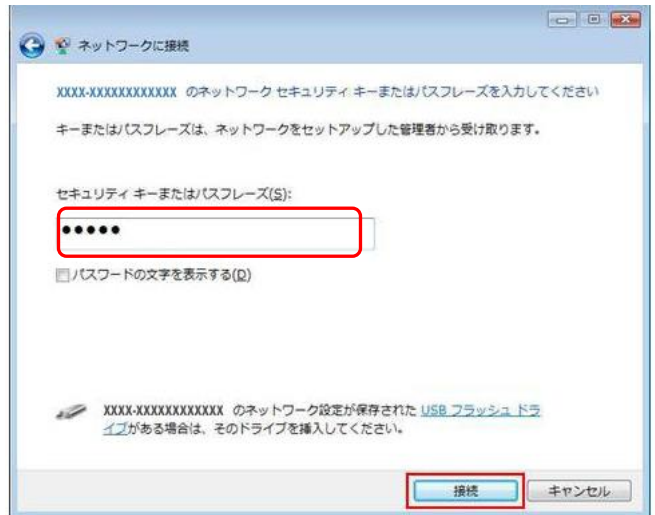 ネットワークに接続
XXXX-XXXXXXXXXXXX のネットワーク セキュリティ キーまたはパスフレーズを入力してください
キーまたはパスフレーズは、ネットワークをセットアップした管理者から受け取ります。
セキュリティ キーまたはパスフレーズ(S):
●●●●●
パスワードの文字を表示する(D)
XXXX-XXXXXXXXXXXX のネットワーク設定が保存された USB フラッシュ ドラ
イブがある場合は、そのドライブを挿入してください。
接続 キャンセル